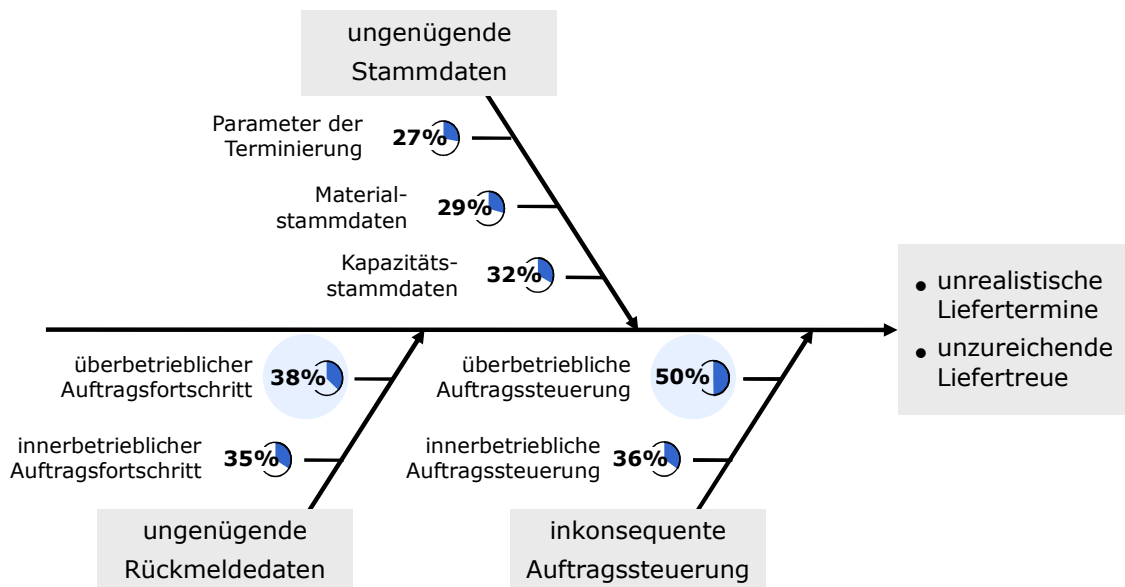 ungenügende
Stammdaten
Parameter der
Terminierung
27%
Material-
stammdaten
29%
Kapazitäts-
stammdaten
32%
• unrealistische
Liefertermine
• unzureichende
Liefertreue
überbetrieblicher
Auftragsfortschritt
38%
innerbetrieblicher
Auftragsfortschritt
35%
ungenügende
Rückmeldedaten
überbetriebliche
Auftragssteuerung
50%
innerbetriebliche
Auftragssteuerung
36%
inkonsequente
Auftragssteuerung